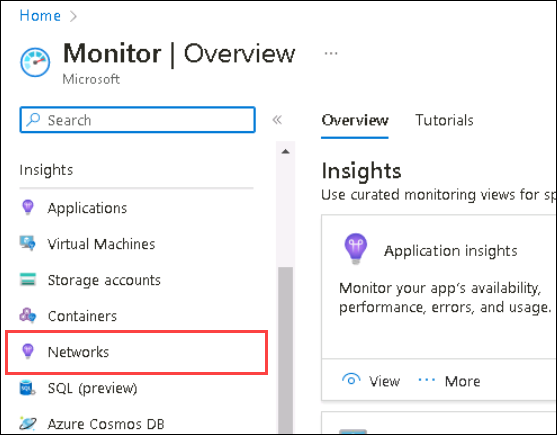 Home
Monitor | Overview ...
Microsoft
Search
Overview Tutorials
Insights
Applications
Virtual Machines
Storage accounts
Containers
Networks
SQL (preview)
Azure Cosmos DB
Insights
Use curated monitoring views for sp
Application insights
Monitor your app's availability,
performance, errors, and usage.
View ... More